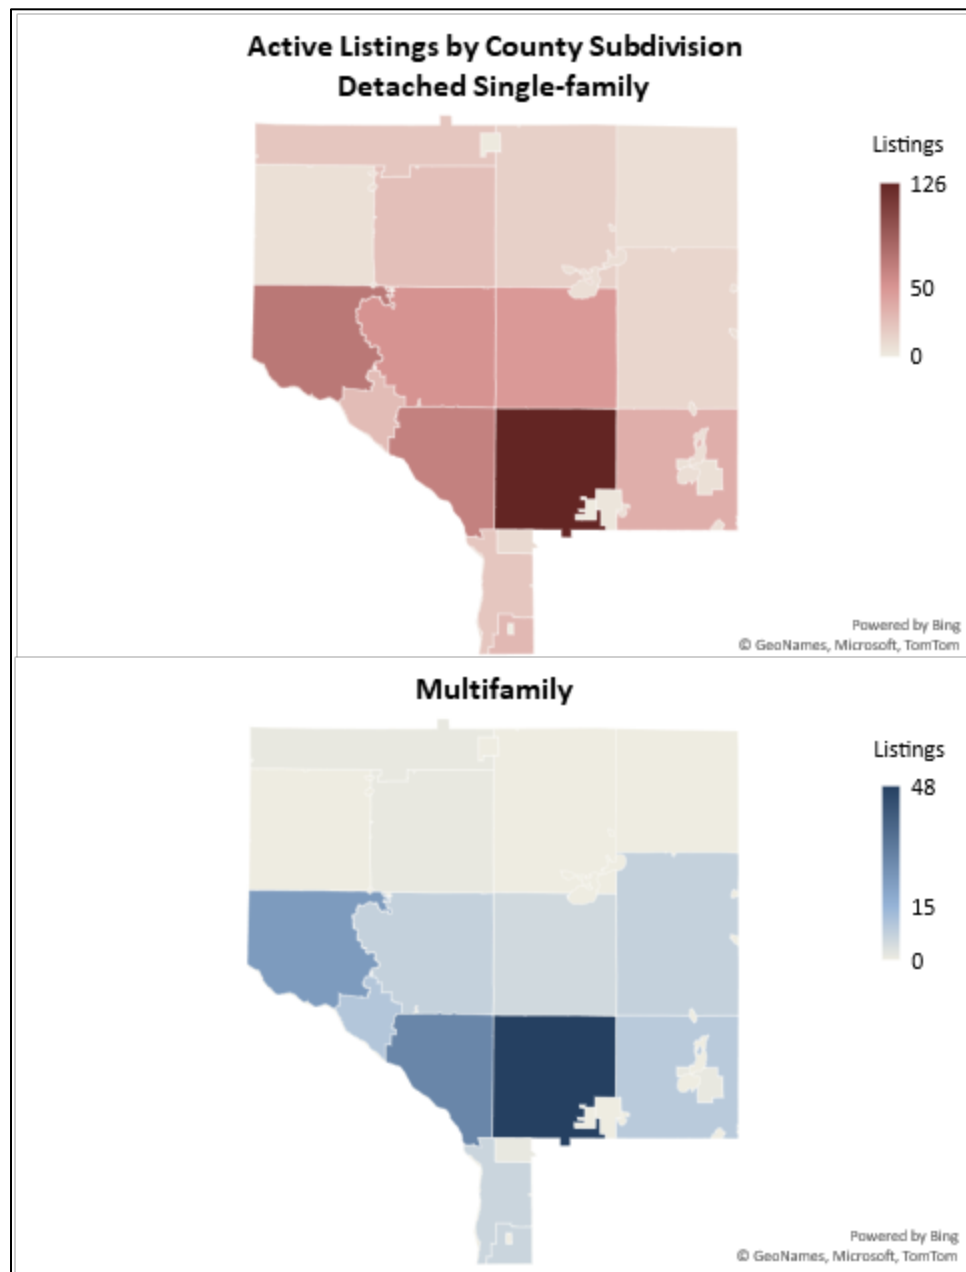 Active Listings by County Subdivision
Detached Single-family
Listings
126
50
0
Powered by Bing
© GeoNames, Microsoft, TomTom
Multifamily
Listings
48
15
0
Powered by Bing
© GeoNames, Microsoft, TomTom